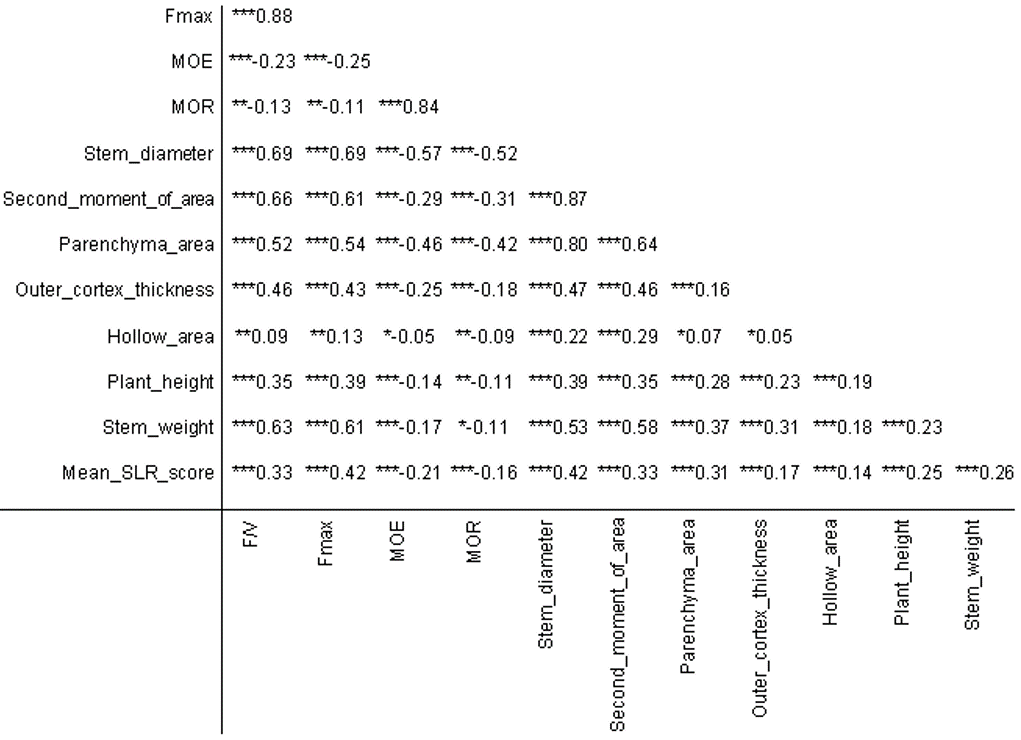 Fmax ***0.88
MOE ***-0.23 ***-0.25
MOR **-0.13 **-0.11 ***0.84
Stem_diameter ***0.69 ***0.69 ***-0.57 ***-0.52
Second_moment_of_area ***0.66 ***0.61 ***-0.29 ***-0.31 ***0.87
Parenchyma_area ***0.52 ***0.54 ***-0.46 ***-0.42 ***0.80 ***0.64
Outer_cortex_thickness ***0.46 ***0.43 ***-0.25 ***-0.18 ***0.47 ***0.46 ***0.16
Hollow_area **0.09 **0.13 *-0.05 **-0.09 ***0.22 ***0.29 *0.07 *0.05
Plant_height ***0.35 ***0.39 ***-0.14 **-0.11 ***0.39 ***0.35 ***0.28 ***0.23 ***0.19
Stem_weight ***0.63 ***0.61 ***-0.17 *-0.11 ***0.53 ***0.58 ***0.37 ***0.31 ***0.18 ***0.23
Mean_SLR_score ***0.33 ***0.42 ***-0.21 ***-0.16 ***0.42 ***0.33 ***0.31 ***0.17 ***0.14 ***0.25 ***0.26
F/V
Fmax
MOE
MOR
Stem_diameter
Second_moment_of_area
Parenchyma_area
Outer_cortex_thickness
Hollow_area
Plant_height
Stem_weight